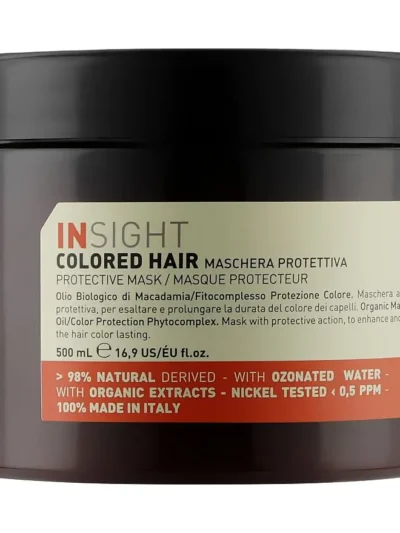 INSIGHT
COLORED HAIR MASCHERA PROTETTIVA
PROTECTIVE MASK / MASQUE PROTECTEUR
Olio Biologico di Macadamia/Fitocomplesso Protezione Colore. Maschera a
protettiva, per esaltare e prolungare la durata del colore dei capelli. Organic Ma
Oil/Color Protection Phytocomplex. Mask with protective action, to enhance and
the hair color lasting.
500 mL ℮ 16,9 US/ÉU fl.oz.
> 98% NATURAL DERIVED - WITH OZONATED WATER -
WITH ORGANIC EXTRACTS - NICKEL TESTED < 0,5 PPM -
100% MADE IN ITALY